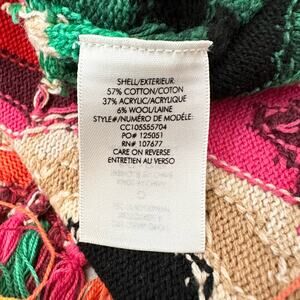 SHELL/EXTERIEUR
57% COTTON/COTON
37% ACRYLIC/ACRYLIQUE
6% WOOL/LAINE
STYLE#/NUMÉRO DE MODÈLE:
CC105555704
PO# 125051
RN# 107677
CARE ON REVERSE
ENTRETIEN AU VERSO